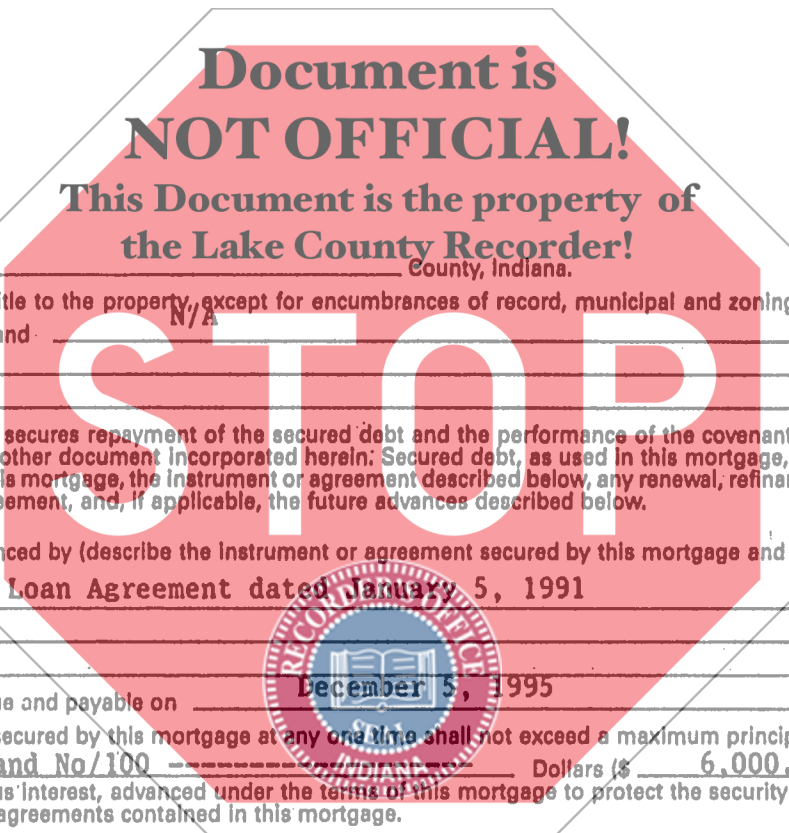 Document is
NOT OFFICIAL!
This Document is the property of
the Lake County Recorder!
County, Indiana.
itle to the property, except for encumbrances of record, municipal and zoning
and N/A
STOP
secures repayment of the secured debt and the performance of the covenant
other document incorporated herein. Secured debt, as used in this mortgage,
is mortgage, the instrument or agreement described below, any renewal, refinan
eement, and, if applicable, the future advances described below.
nced by (describe the instrument or agreement secured by this mortgage and
Loan Agreement dated January 5, 1991
RECORDER'S OFFICE
SEAL
INDIANA
e and payable on December 5, 1995
secured by this mortgage at any one time shall not exceed a maximum princip
and No/100 ---------------------------- Dollars ($ 6,000.
us interest, advanced under the terms of this mortgage to protect the security
agreements contained in this mortgage.